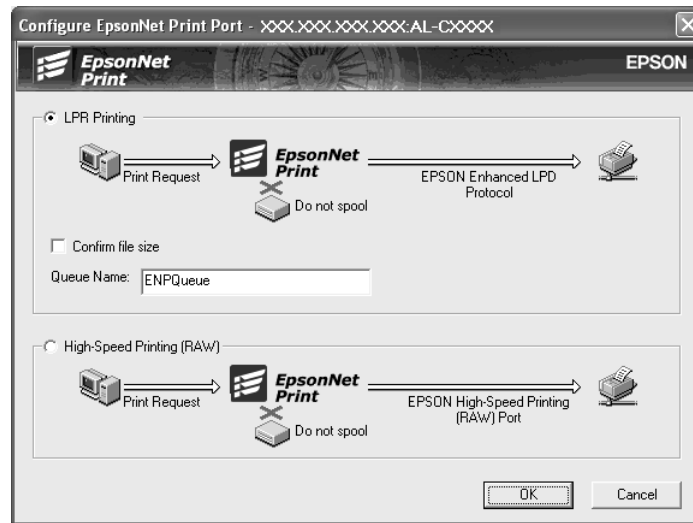 Configure EpsonNet Print Port - XXX.XXX.XXX.XXX:AL-CXXXX
EpsonNet
Print
EPSON
LPR Printing
Print Request
EpsonNet
Print
EPSON Enhanced LPD
Protocol
Do not spool
Confirm file size
Queue Name: ENPQueue
High-Speed Printing (RAW)
Print Request
EpsonNet
Print
EPSON High-Speed Printing
(RAW) Port
Do not spool
OK
Cancel